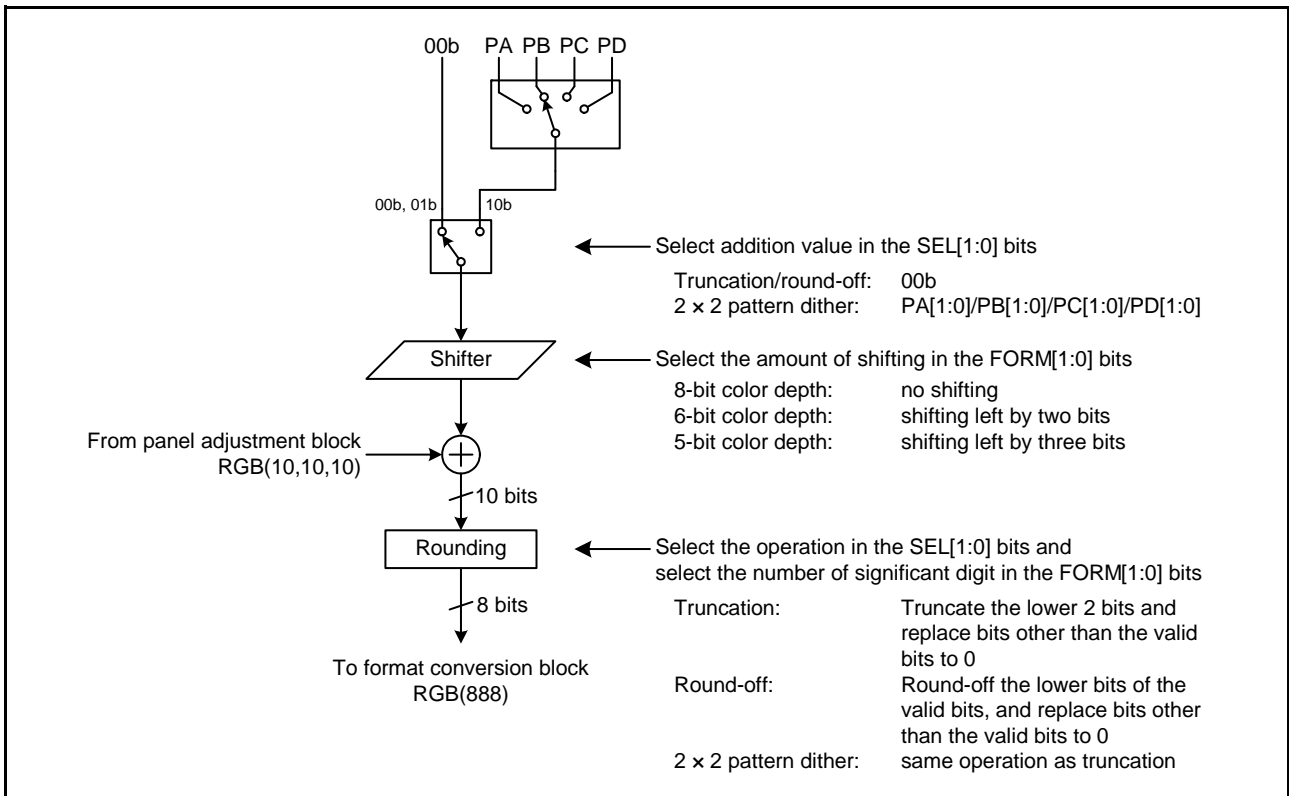 00b PA PB PC PD
00b, 01b 10b
Select addition value in the SEL[1:0] bits
Truncation/round-off: 00b
2 × 2 pattern dither: PA[1:0]/PB[1:0]/PC[1:0]/PD[1:0]
Shifter
Select the amount of shifting in the FORM[1:0] bits
8-bit color depth: no shifting
6-bit color depth: shifting left by two bits
5-bit color depth: shifting left by three bits
From panel adjustment block
RGB(10,10,10)
10 bits
Rounding
Select the operation in the SEL[1:0] bits and
select the number of significant digit in the FORM[1:0] bits
8 bits
Truncation: Truncate the lower 2 bits and
replace bits other than the valid
bits to 0
To format conversion block
RGB(888)
Round-off: Round-off the lower bits of the
valid bits, and replace bits other
than the valid bits to 0
2 × 2 pattern dither: same operation as truncation